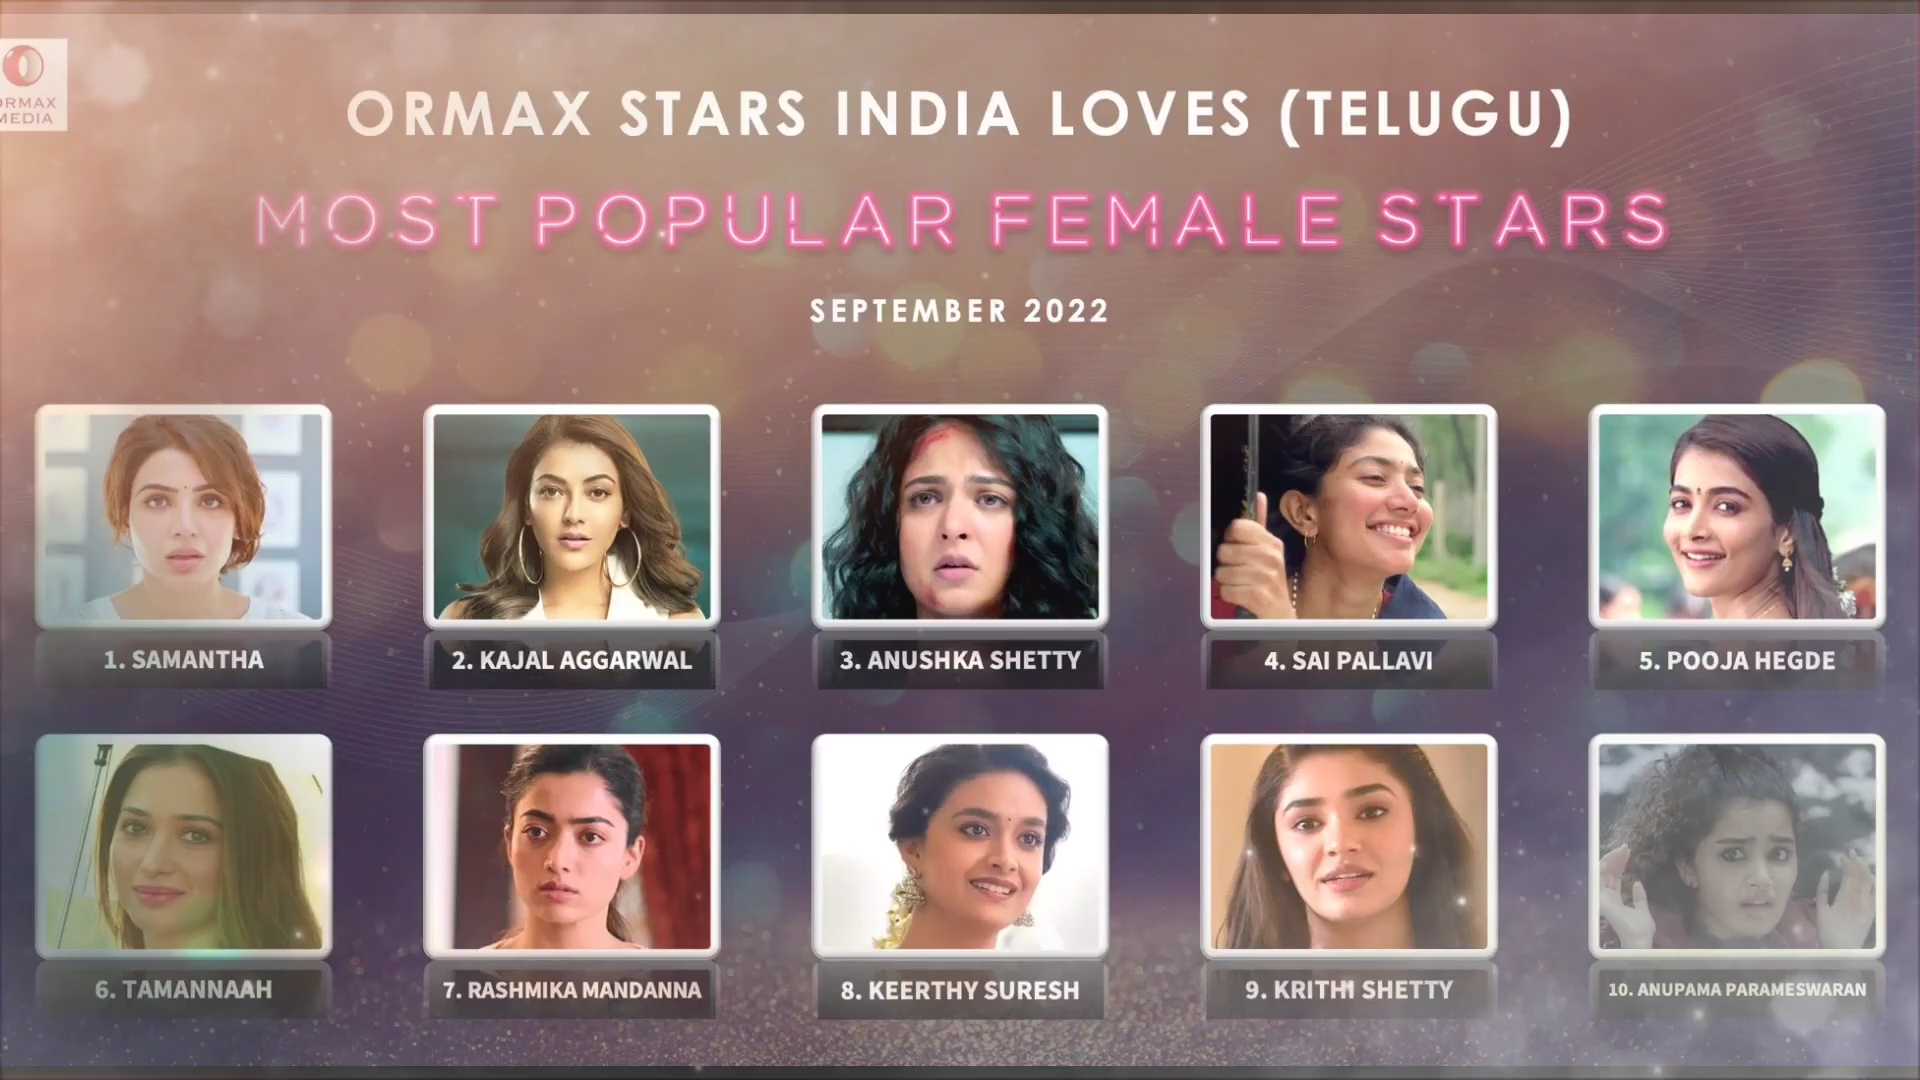 ORMAX
MEDIA
ORMAX STARS INDIA LOVES (TELUGU)
MOST POPULAR FEMALE STARS
SEPTEMBER 2022
1. SAMANTHA
2. KAJAL AGGARWAL
3. ANUSHKA SHETTY
4. SAI PALLAVI
5. POOJA HEGDE
6. TAMANNAAH
7. RASHMIKA MANDANNA
8. KEERTHY SURESH
9. KRITHI SHETTY
10. ANUPAMA PARAMESWARAN